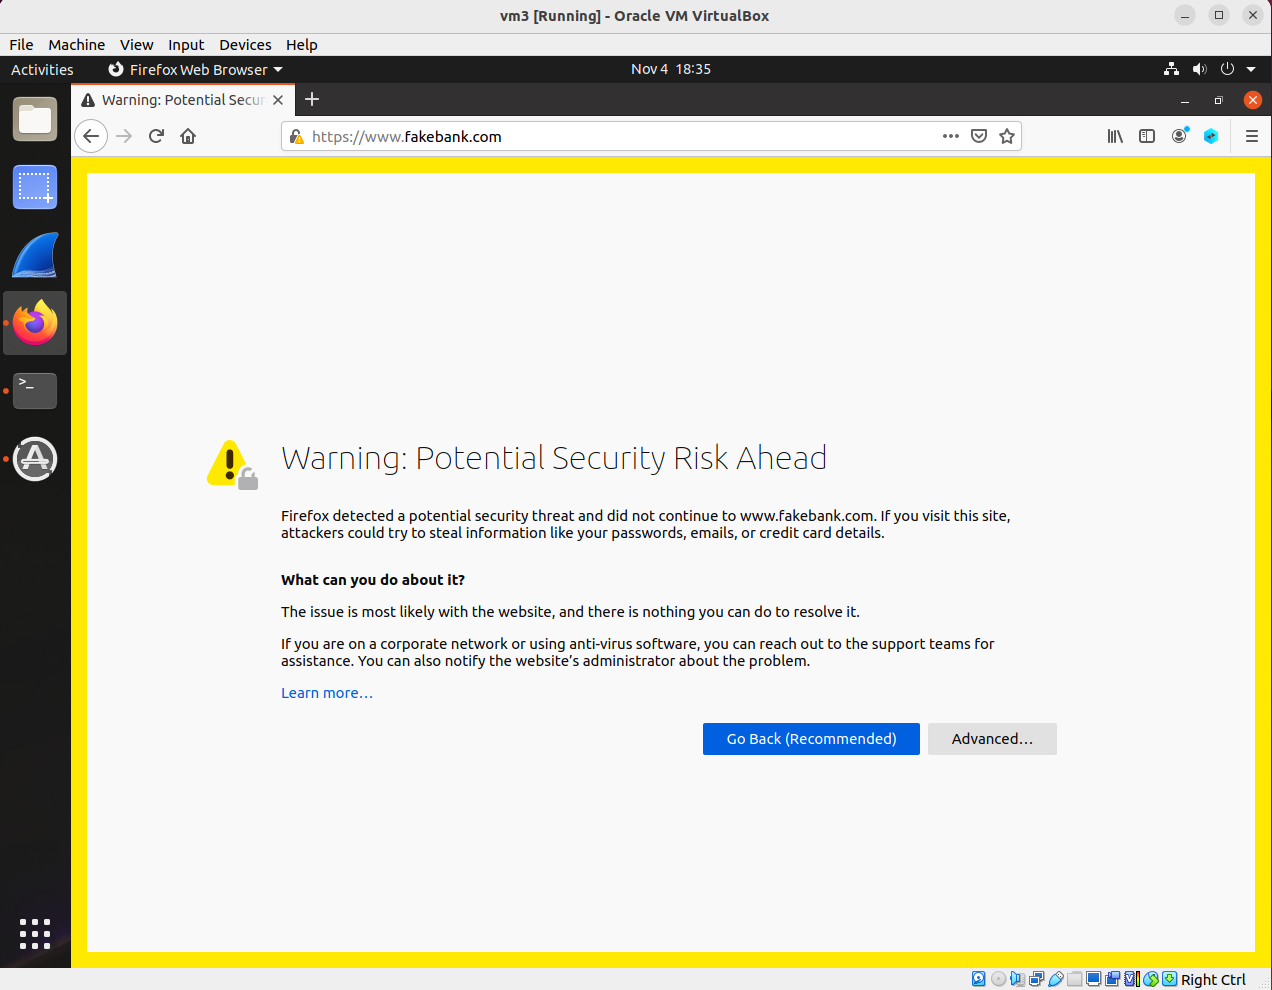 vm3 [Running] - Oracle VM VirtualBox
File Machine View Input Devices Help
Activities Firefox Web Browser Nov 4 18:35
Warning: Potential Secur
https://www.fakebank.com
>_
Warning: Potential Security Risk Ahead
Firefox detected a potential security threat and did not continue to www.fakebank.com. If you visit this site,
attackers could try to steal information like your passwords, emails, or credit card details.
What can you do about it?
The issue is most likely with the website, and there is nothing you can do to resolve it.
If you are on a corporate network or using anti-virus software, you can reach out to the support teams for
assistance. You can also notify the website’s administrator about the problem.
Learn more…
Go Back (Recommended) Advanced…
Right Ctrl